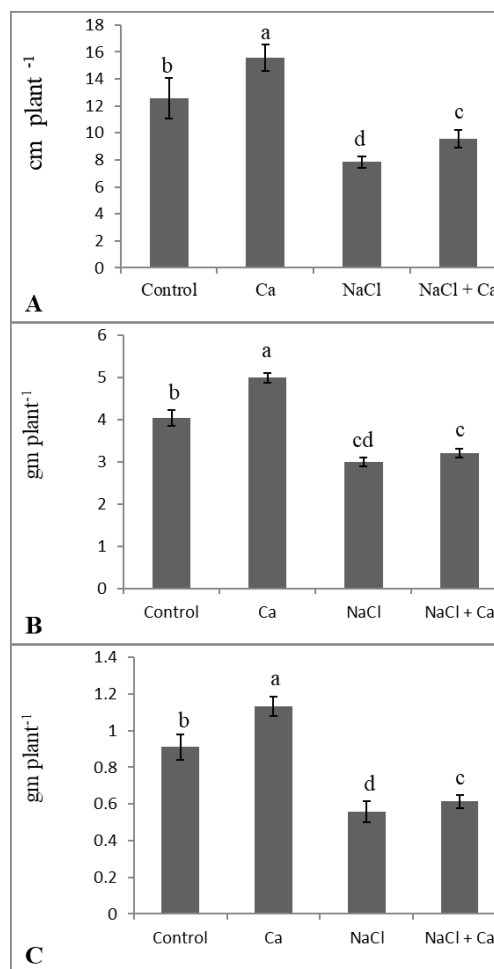 18
16
14
12
10
8
6
4
2
0
cm plant -1
b
a
d
c
Control Ca NaCl NaCl + Ca
A
6
5
4
3
2
1
0
gm plant-1
b
a
cd
c
Control Ca NaCl NaCl + Ca
B
1.4
1.2
1
0.8
0.6
0.4
0.2
0
gm plant-1
b
a
d
c
Control Ca NaCl NaCl + Ca
C